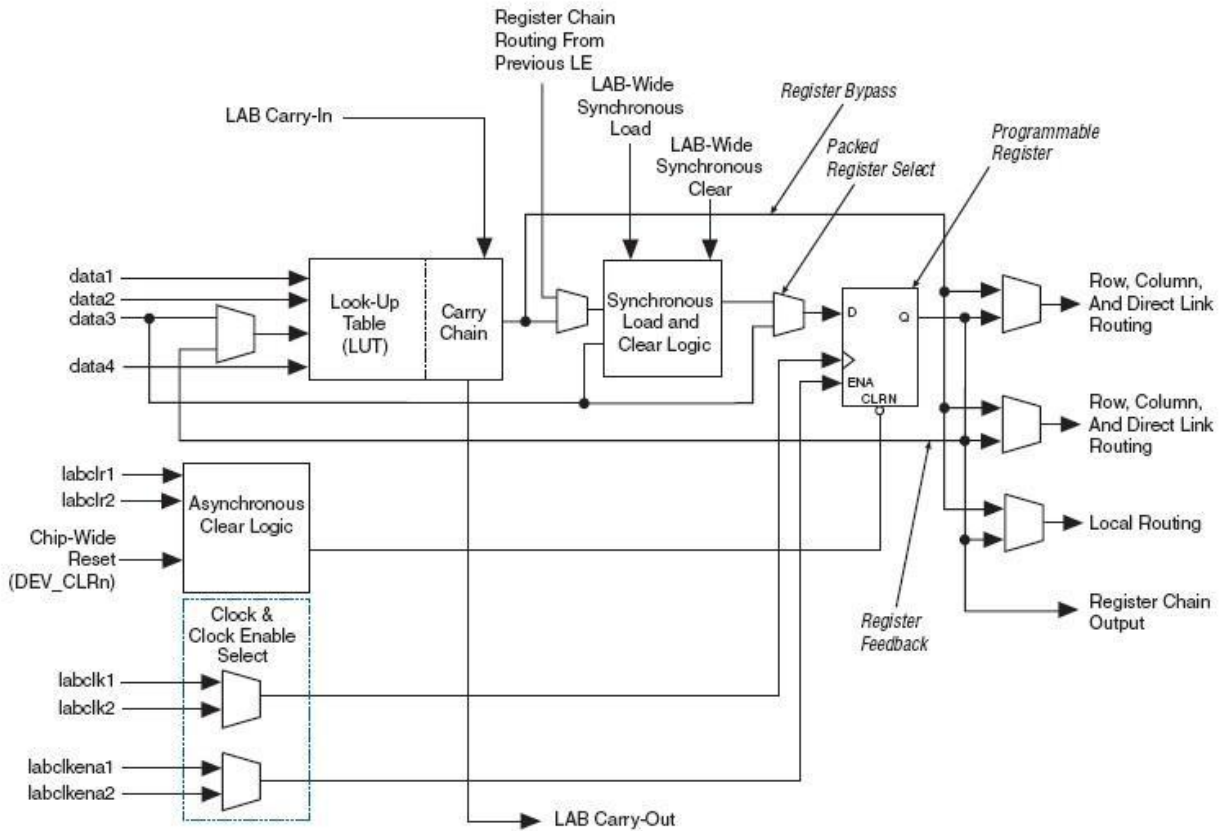 Register Chain
Routing From
Previous LE
LAB-Wide
Synchronous
Load
Register Bypass
Programmable
Register
LAB Carry-In
LAB-Wide
Synchronous
Clear
Packed
Register Select
data1
data2
data3
data4
Look-Up
Table
(LUT)
Carry
Chain
Synchronous
Load and
Clear Logic
D
Q
ENA
CLRN
Row, Column,
And Direct Link
Routing
Row, Column,
And Direct Link
Routing
labclr1
labclr2
Chip-Wide
Reset
(DEV_CLRn)
Asynchronous
Clear Logic
Local Routing
Register
Feedback
Register Chain
Output
Clock &
Clock Enable
Select
labclk1
labclk2
labclkena1
labclkena2
LAB Carry-Out